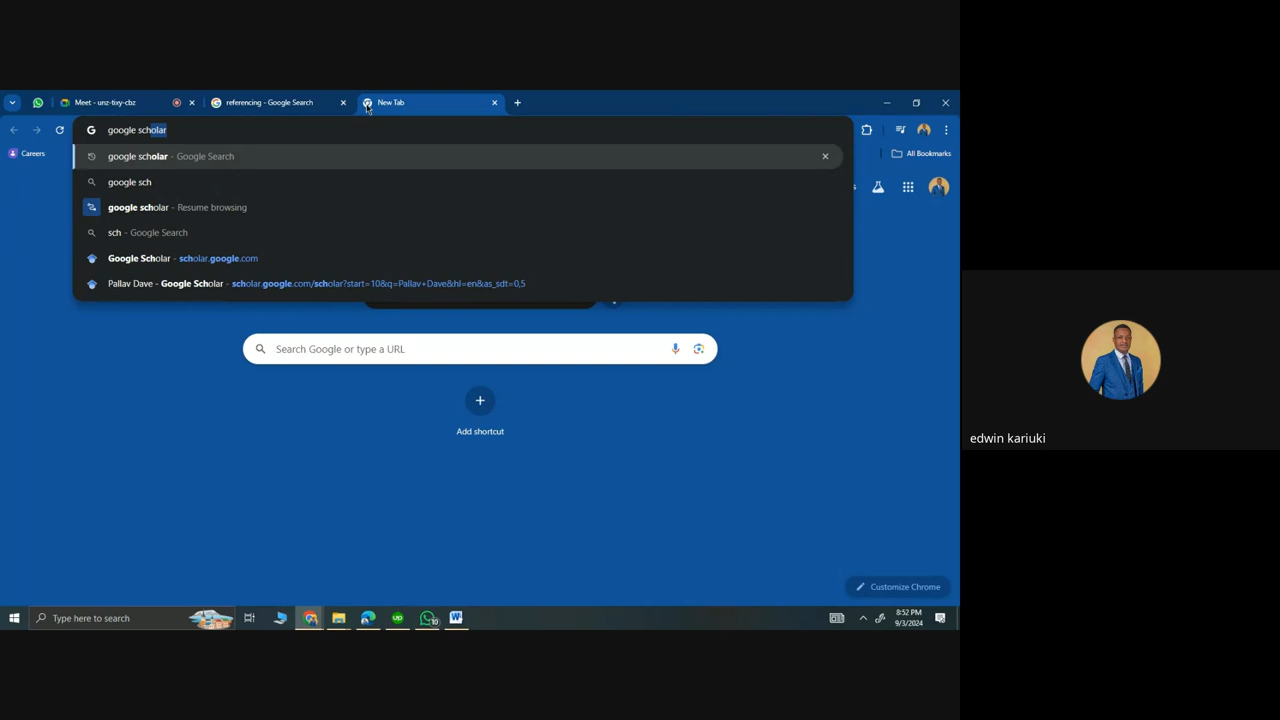 Meet - unz-tixy-cbz
referencing - Google Search
New Tab
google scholar
Careers
All Bookmarks
google scholar - Google Search
google sch
google scholar - Resume browsing
sch - Google Search
Google Scholar - scholar.google.com
Pallav Dave - Google Scholar - scholar.google.com/scholar?start=10&q=Pallav+Dave&hl=en&as_sdt=0,5
Search Google or type a URL
Add shortcut
edwin kariuki
Customize Chrome
Type here to search
up
10
W
8:52 PM
9/3/2024